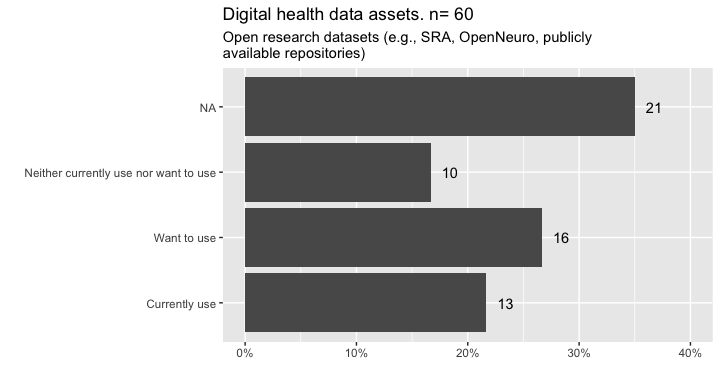 Digital health data assets. n= 60
Open research datasets (e.g., SRA, OpenNeuro, publicly
available repositories)
NA
21
Neither currently use nor want to use
10
Want to use
16
Currently use
13
0%
10%
20%
30%
40%